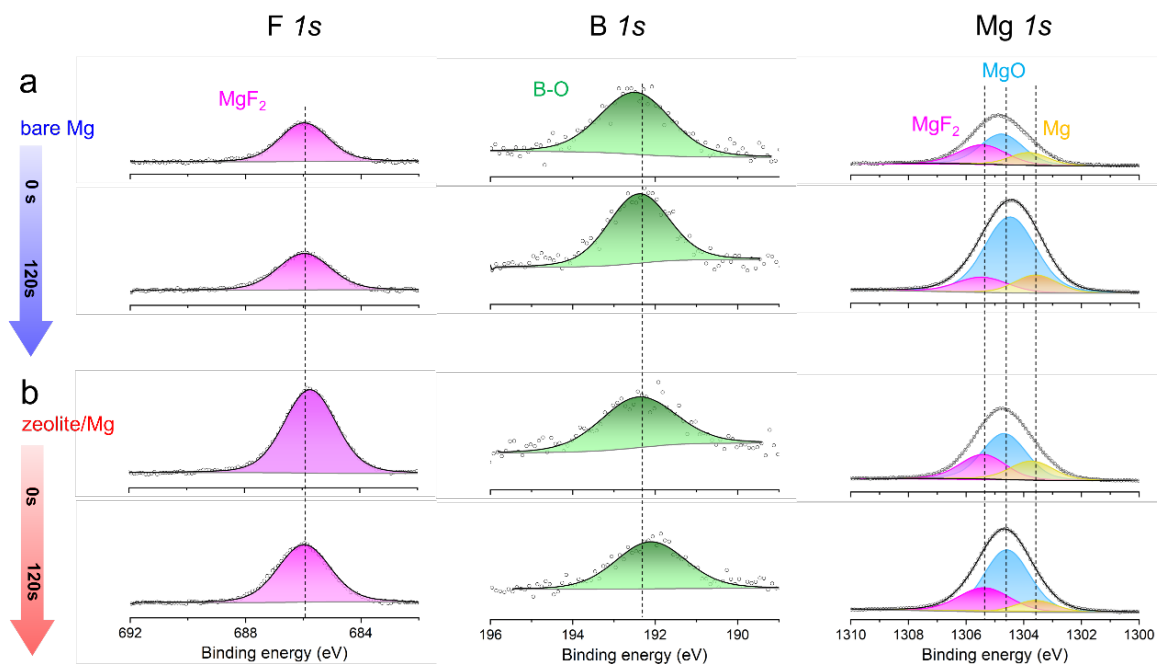 F 1s
B 1s
Mg 1s
a
bare Mg
0 s
120s
MgF₂
B-O
MgO
MgF₂
Mg
b
zeolite/Mg
0s
120s
692
688
684
Binding energy (eV)
196
194
192
190
Binding energy (eV)
1310
1308
1306
1304
1302
1300
Binding energy (eV)